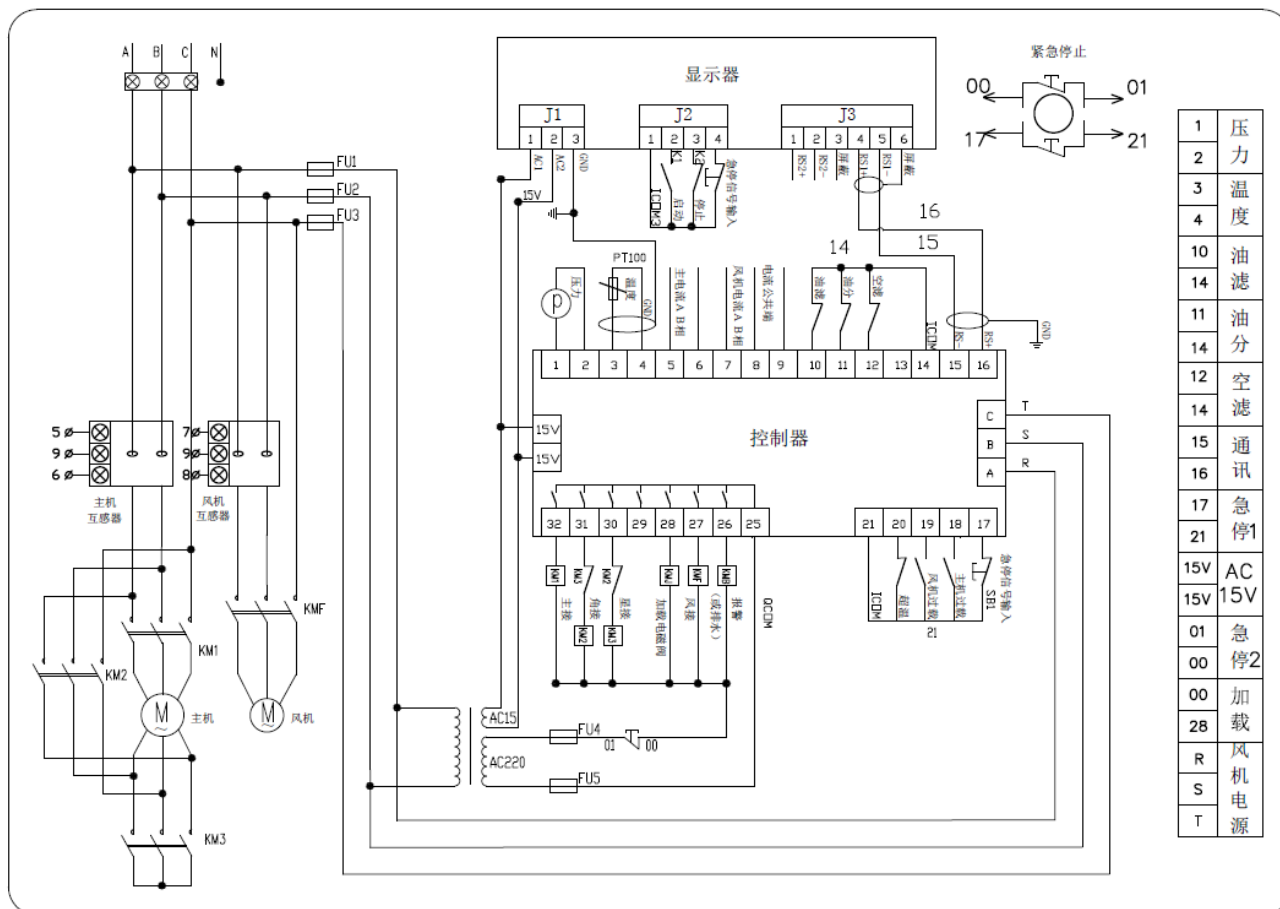 A B C N
显示器
J1 J2 J3
1 2 3
1 2 3 4
1 2 3 4 5 6
AC1 AC2 GND
K1 K2
ICOM3
启动
停止
急停信号输入
RS2+ RS2- 屏蔽 RS1+ RS1- 屏蔽
15V
紧急停止
00 01
17 21
FU1
FU2
FU3
16
15
14
PT100
压力
P
温度
GND
主电流A B相
风机电流A B相
电流公共端
油滤
油分
空滤
ICOM
RS-
RS+
GND
1 2 3 4 5 6 7 8 9 10 11 12 13 14 15 16
控制器
15V
15V
C T
B S
A R
32 31 30 29 28 27 26 25
21 20 19 18 17
KM1 KM3 KM2 KMJ KMF KMB
主接
角接
KM2
星接
KM3
加载电磁阀
风接
报警
(或排水)
QCOM
ICOM
超温
风机过载
主机过载
SB1
急停信号输入
21
5 9 6
7 9 8
主机
互感器
风机
互感器
KM1
KM2
KM3
KMF
M
~
主机
M
~
风机
AC15
AC220
FU4
01 00
FU5
1 压
2 力
3 温
4 度
10 油
14 滤
11 油
14 分
12 空
14 滤
15 通
16 讯
17 急
21 停1
15V AC
15V 15V
01 急
00 停2
00 加
28 载
R 风
S 机
电
T 源